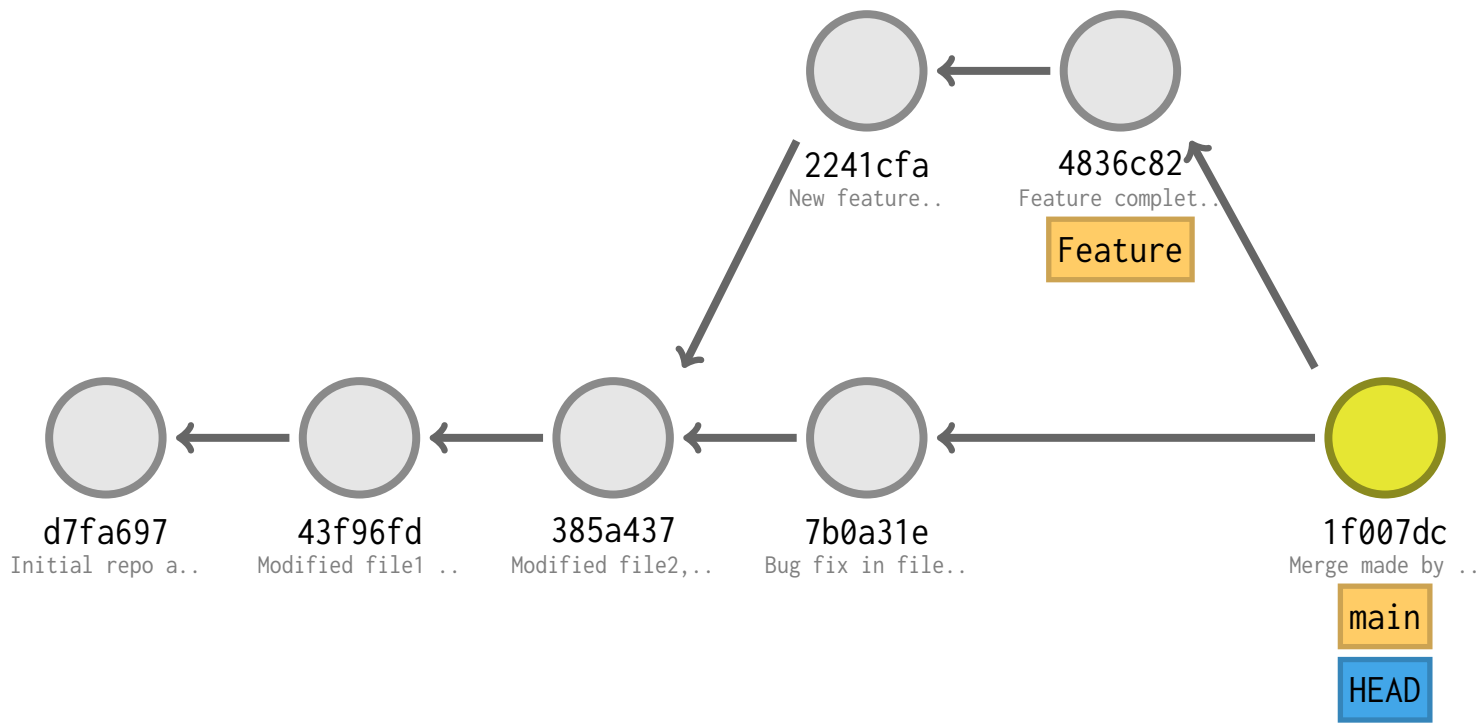 2241cfa
New feature..
4836c82
Feature complet..
Feature
d7fa697
Initial repo a..
43f96fd
Modified file1 ..
385a437
Modified file2,..
7b0a31e
Bug fix in file..
1f007dc
Merge made by ..
main
HEAD